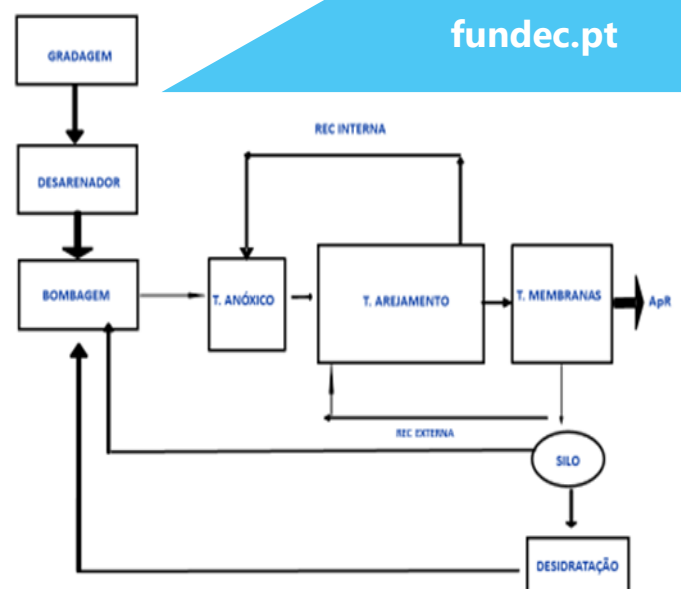 fundec.pt
GRADAGEM
REC INTERNA
DESARENADOR
BOMBAGEM
T. ANÓXICO
T. AREJAMENTO
T. MEMBRANAS
ApR
REC EXTERNA
SILO
DESIDRATAÇÃO